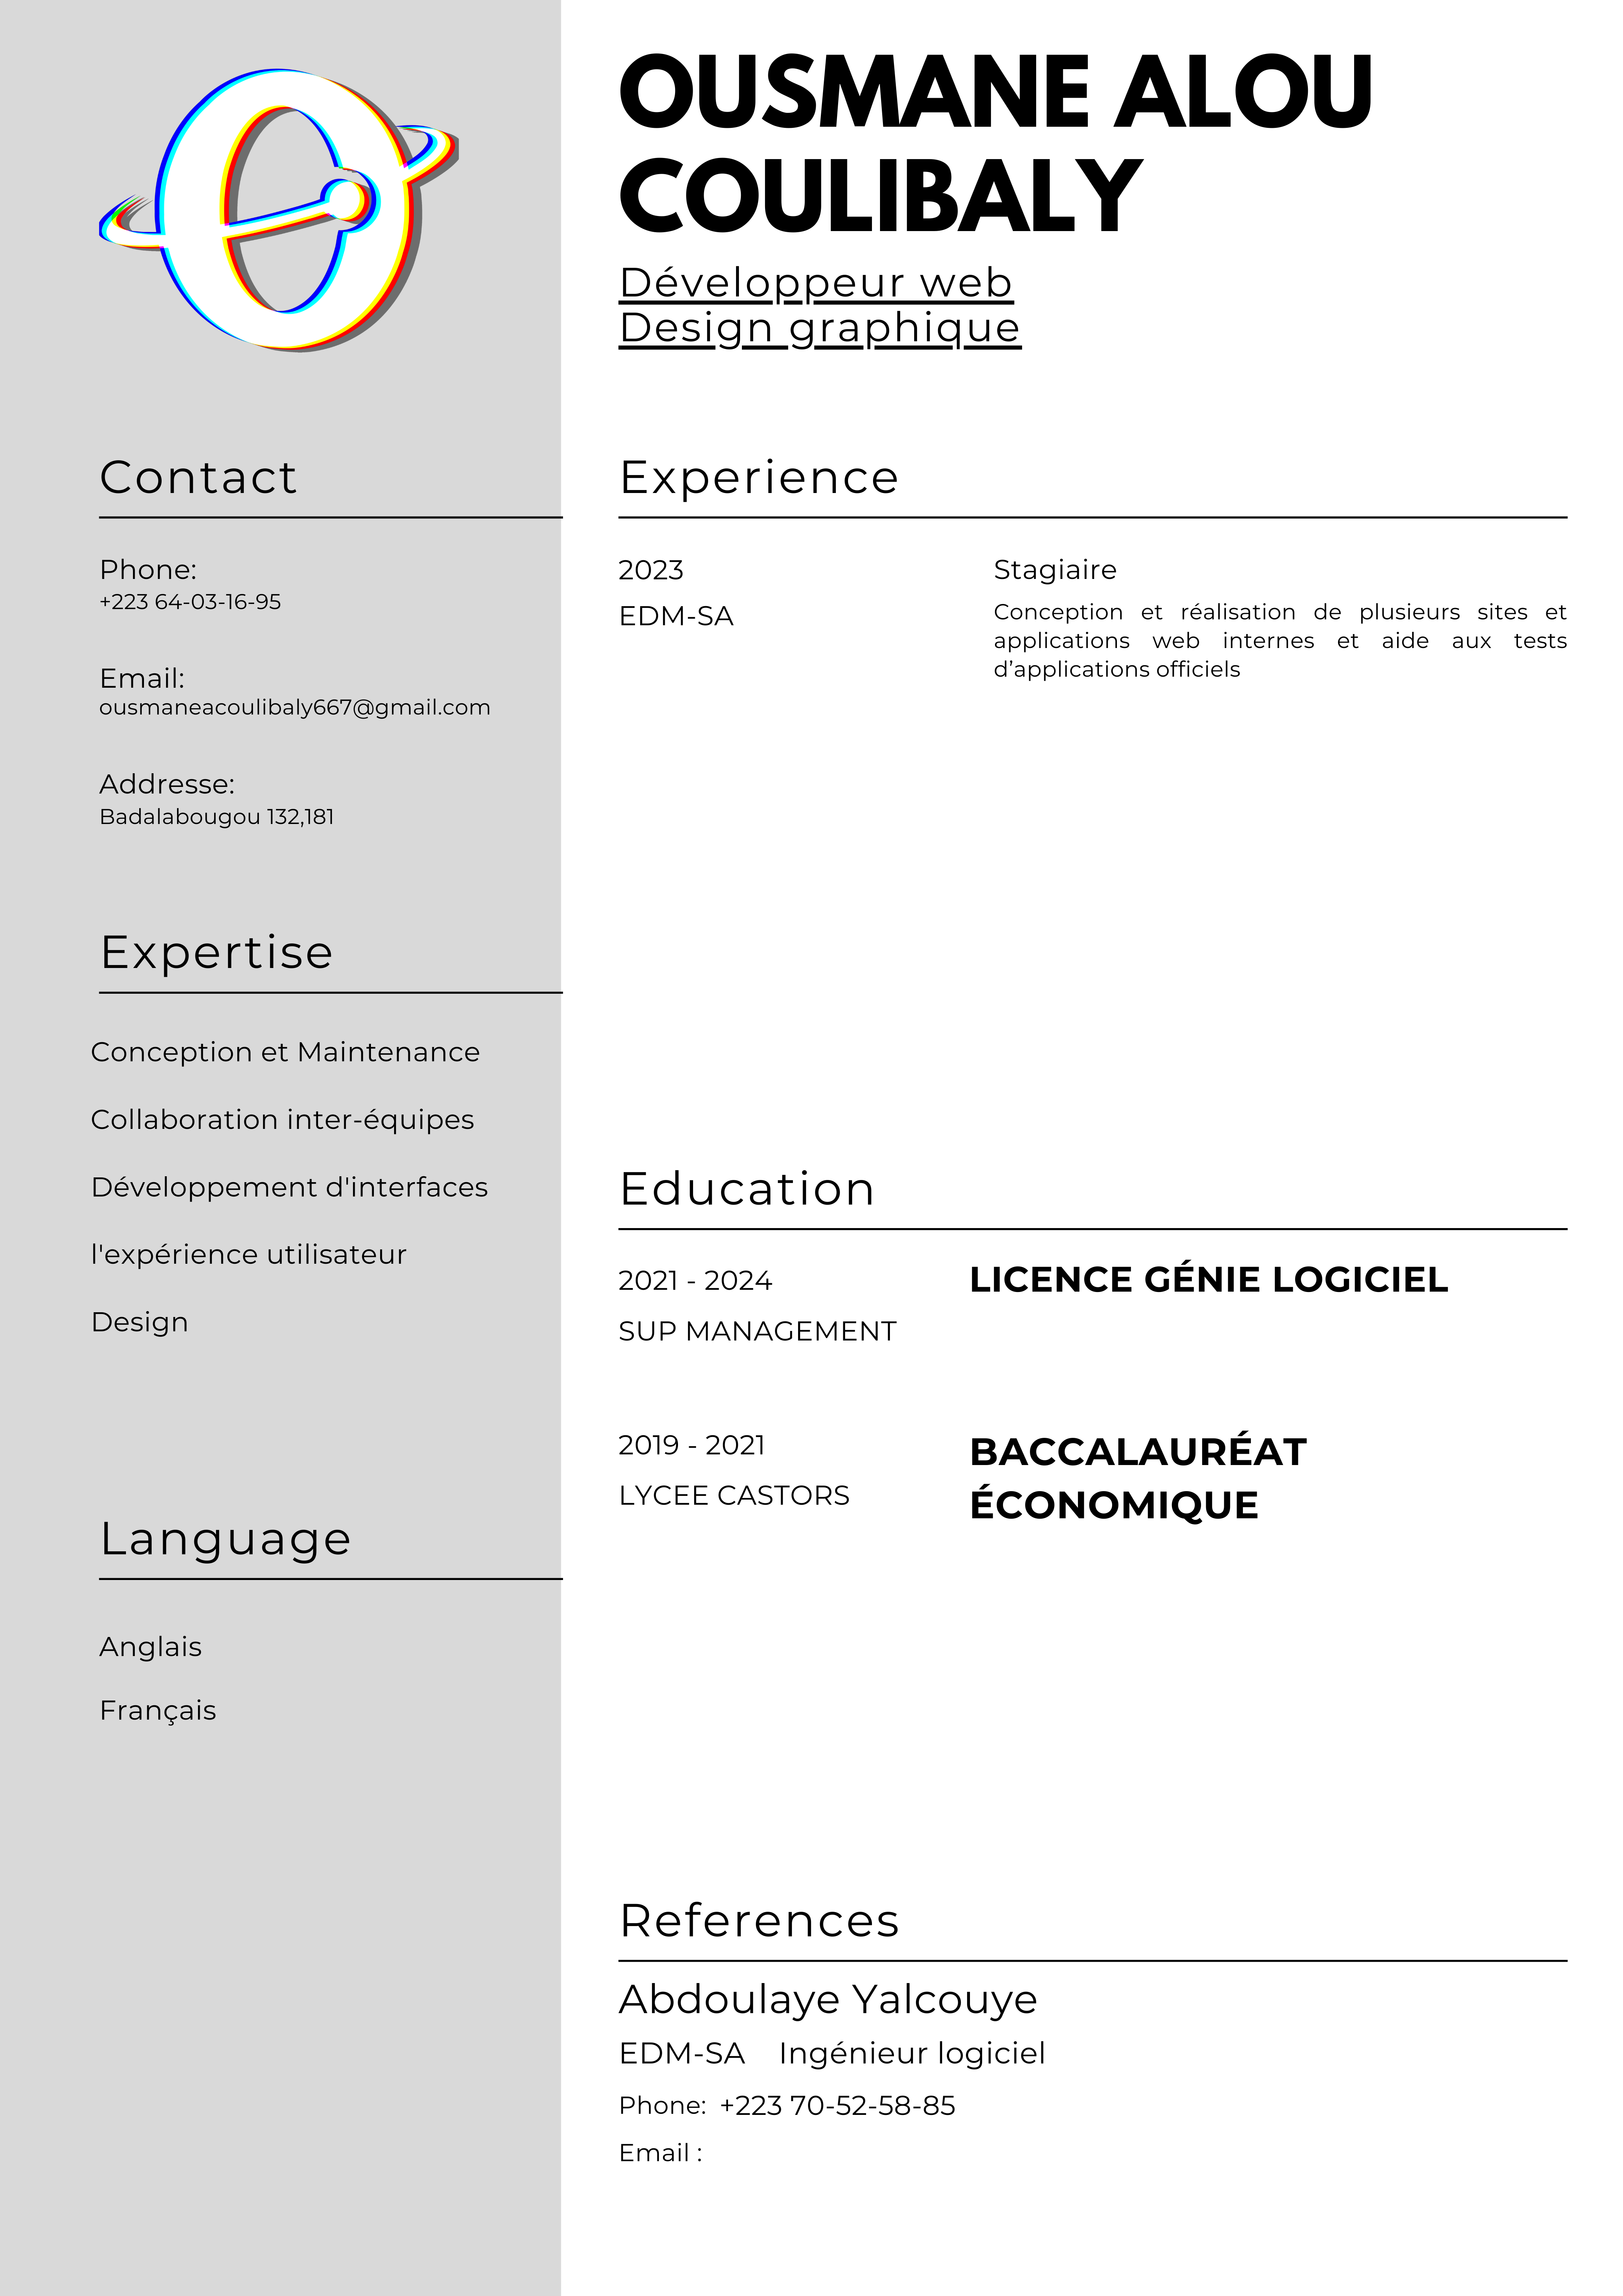 OUSMANE ALOU
COULIBALY
Développeur web
Design graphique
Contact
Phone:
+223 64-03-16-95
Email:
ousmaneacoulibaly667@gmail.com
Addresse:
Badalabougou 132,181
Expertise
Conception et Maintenance
Collaboration inter-équipes
Développement d'interfaces
l'expérience utilisateur
Design
Language
Anglais
Français
Experience
2023
EDM-SA
Stagiaire
Conception et réalisation de plusieurs sites et
applications web internes et aide aux tests
d’applications officiels
Education
2021 - 2024
SUP MANAGEMENT
LICENCE GÉNIE LOGICIEL
2019 - 2021
LYCEE CASTORS
BACCALAURÉAT
ÉCONOMIQUE
References
Abdoulaye Yalcouye
EDM-SA Ingénieur logiciel
Phone: +223 70-52-58-85
Email :